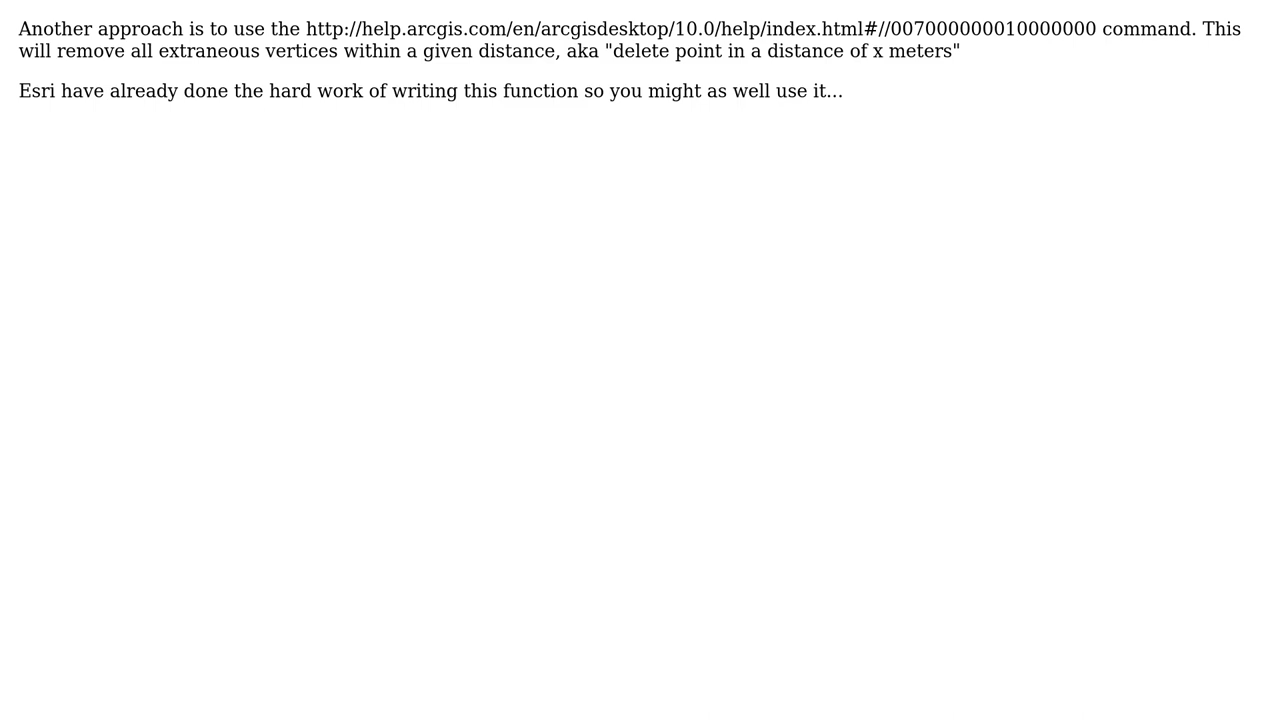 Another approach is to use the http://help.arcgis.com/en/arcgisdesktop/10.0/help/index.html#//007000000010000000 command. This
will remove all extraneous vertices within a given distance, aka "delete point in a distance of x meters"
Esri have already done the hard work of writing this function so you might as well use it...